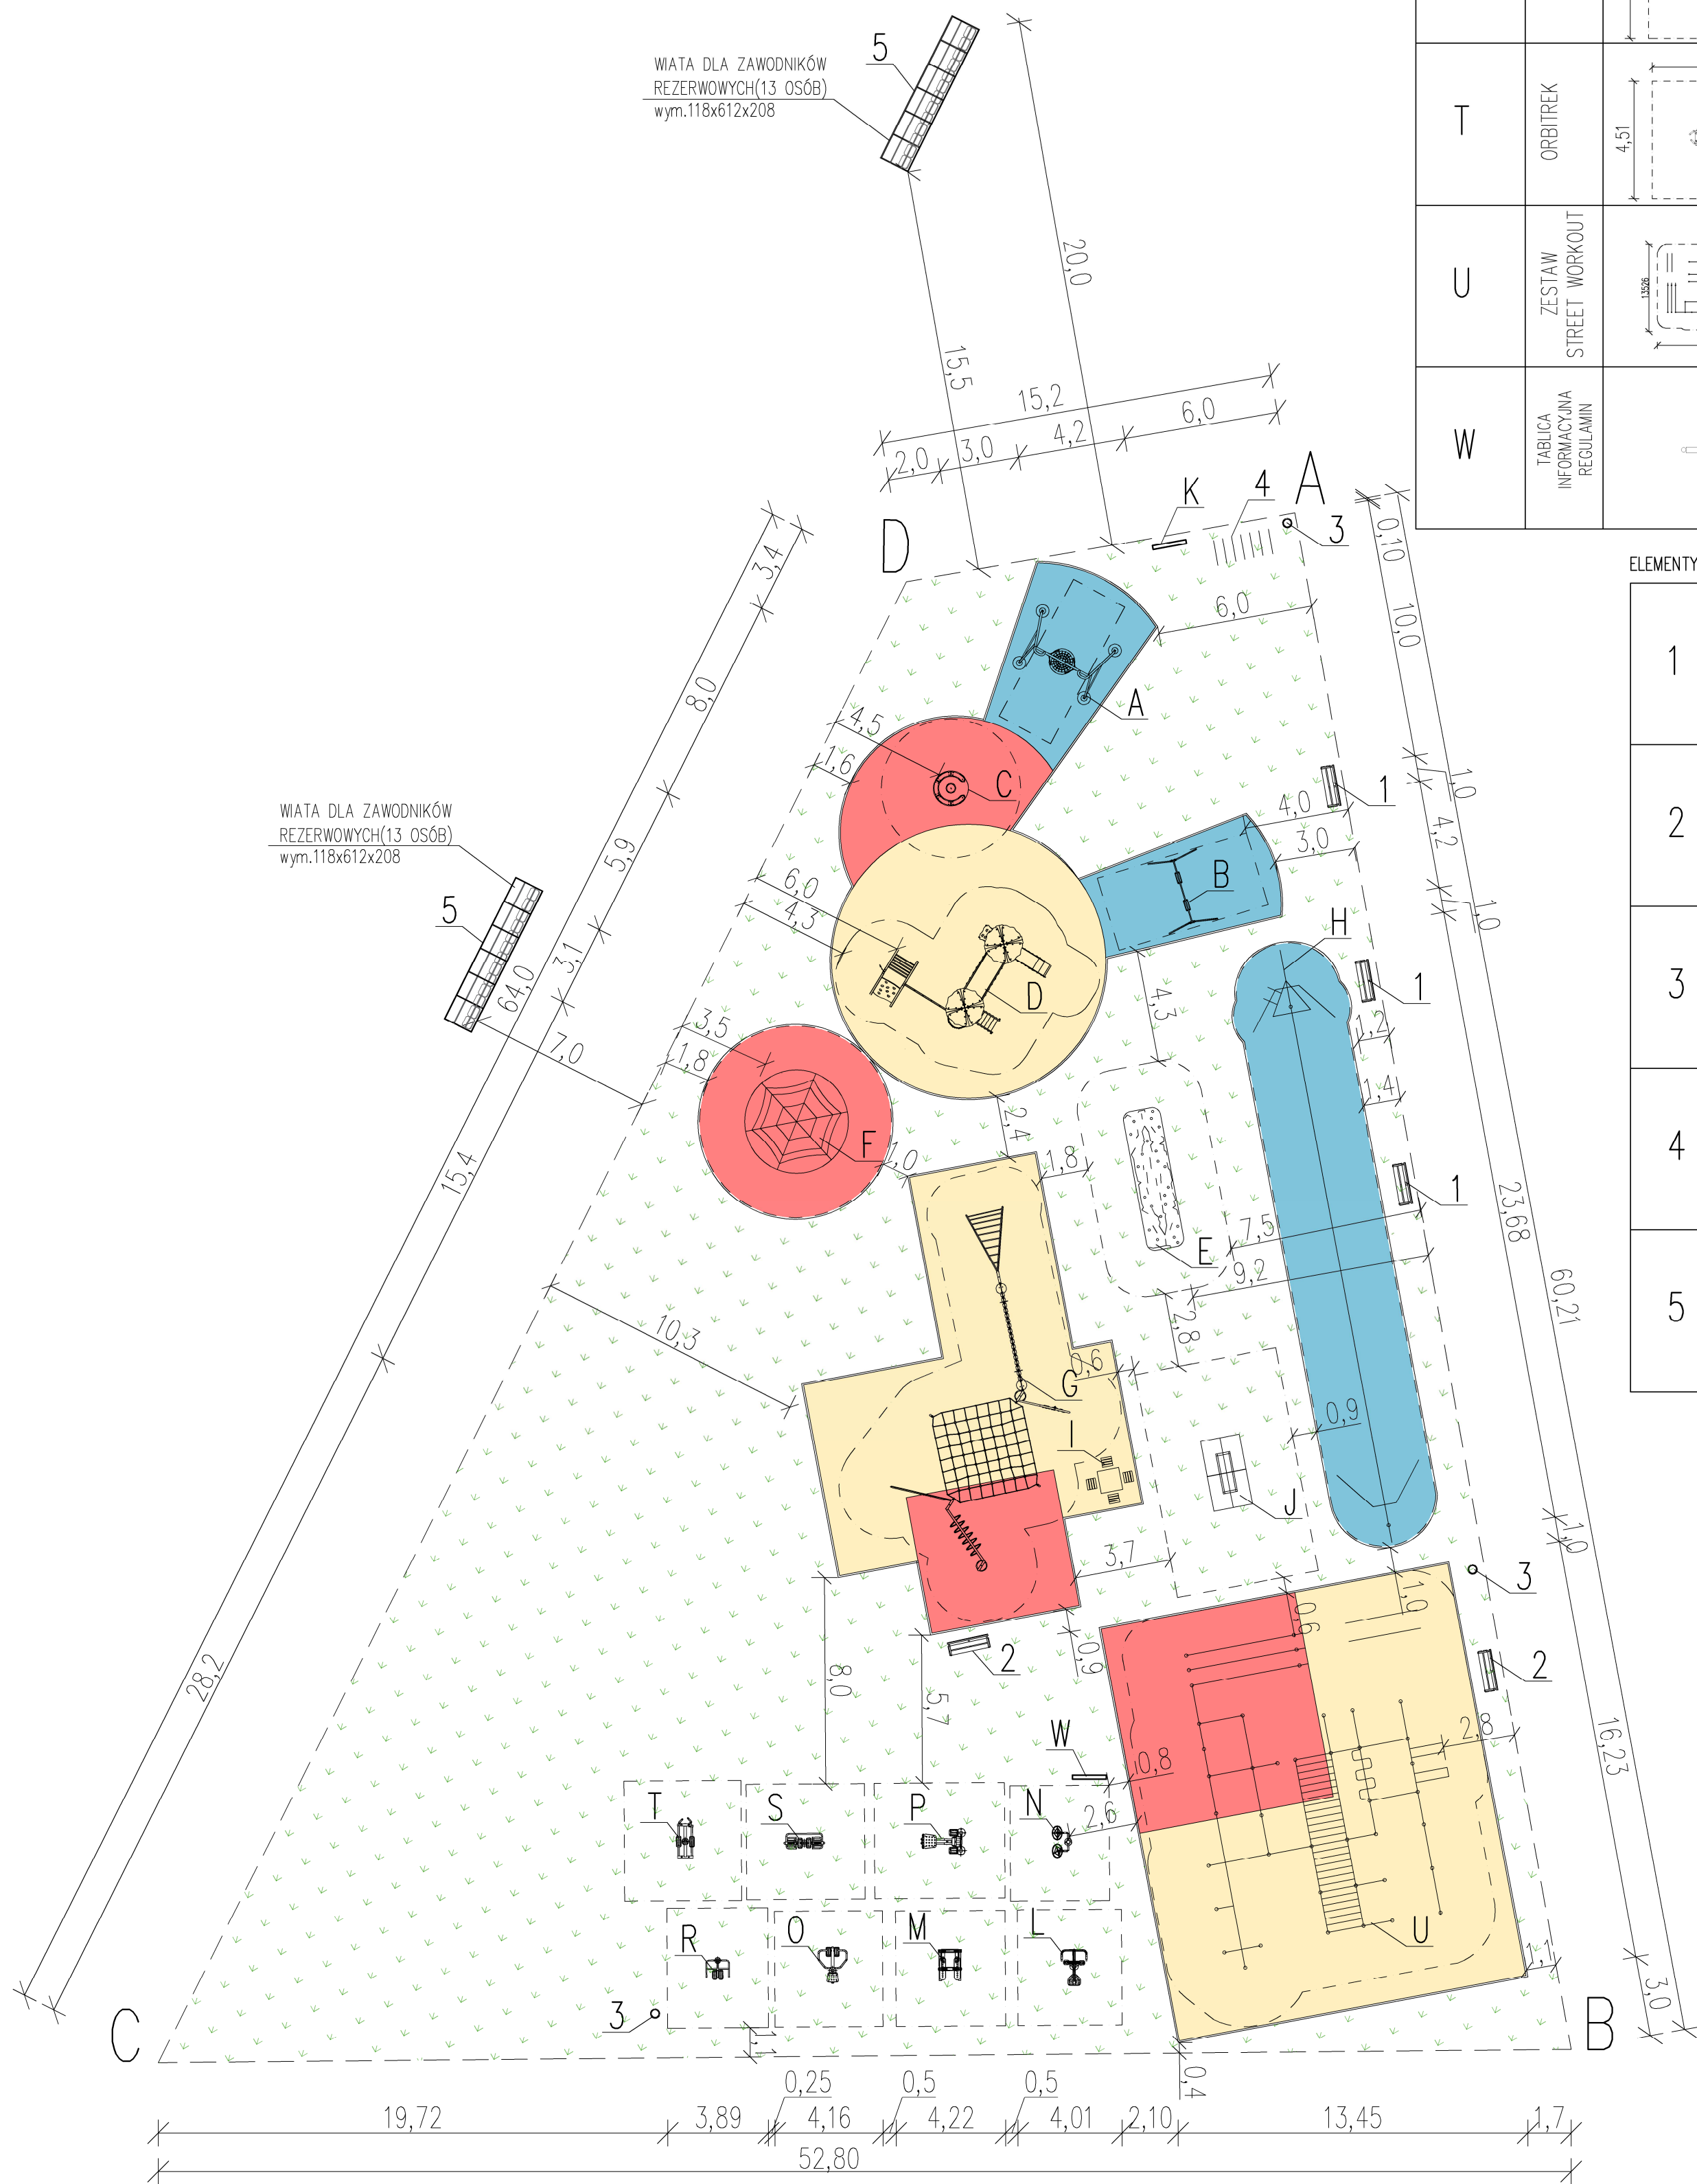 5
WIATA DLA ZAWODNIKÓW
REZERWOWYCH(13 OSÓB)
wym.118x612x208
20,0
15,5
15,2
6,0
4,2
3,0
2,0
T
ORBITREK
4,51
U
ZESTAW
STREET WORKOUT
13526
W
TABLICA
INFORMACYJNA
REGULAMIN
ELEMENTY
1
2
3
4
5
D
K
4
A
3
6,0
A
4,5
1,6
C
4,0
1
3,0
B
H
6,0
4,3
D
4,3
1
1,2
1,4
3,5
1,8
F
1,0
2,4
1,8
1
7,5
E
9,2
2,8
10,3
0,6
G
I
0,9
J
3,7
3
1,0
0,6
2
0,9
2
8,0
5,7
W
0,8
2,8
2,6
T
S
P
N
R
O
M
L
U
3
1,1
1,1
0,4
C
B
WIATA DLA ZAWODNIKÓW
REZERWOWYCH(13 OSÓB)
wym.118x612x208
5
7,0
3,4
8,0
5,9
3,1
64,0
15,4
28,2
0,10
10,0
1,0
4,2
1,0
23,68
60,21
1,0
16,23
3,0
0,25
0,5
0,5
19,72
3,89
4,16
4,22
4,01
2,10
13,45
1,7
52,80